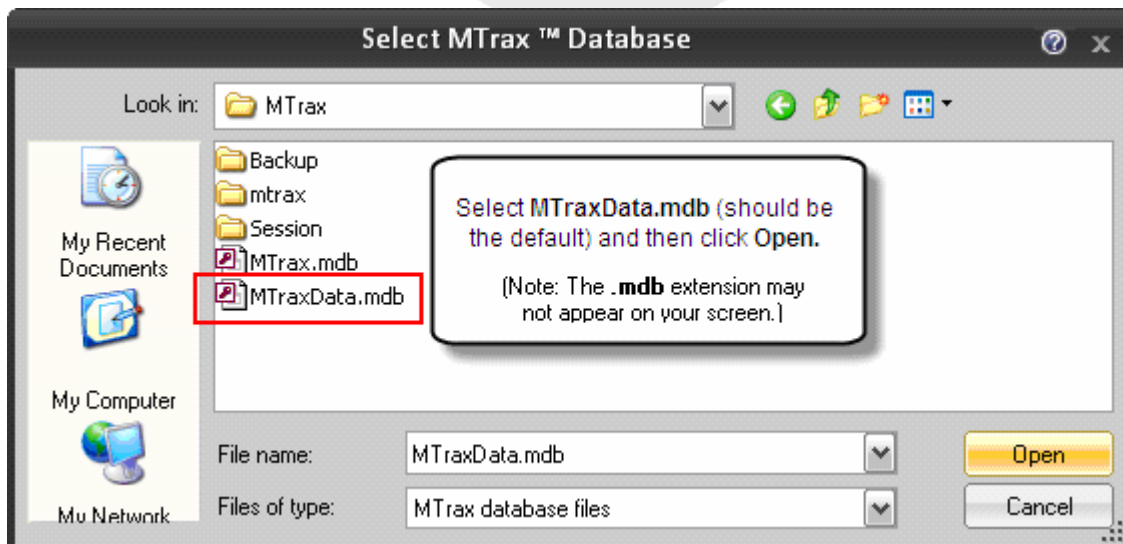 Select MTrax ™ Database
Look in:
MTrax
My Recent
Documents
My Computer
My Network
Backup
mtrax
Session
MTrax.mdb
MTraxData.mdb
Select MTraxData.mdb (should be
the default) and then click Open.
(Note: The .mdb extension may
not appear on your screen.)
File name:
MTraxData.mdb
Open
Files of type:
MTrax database files
Cancel